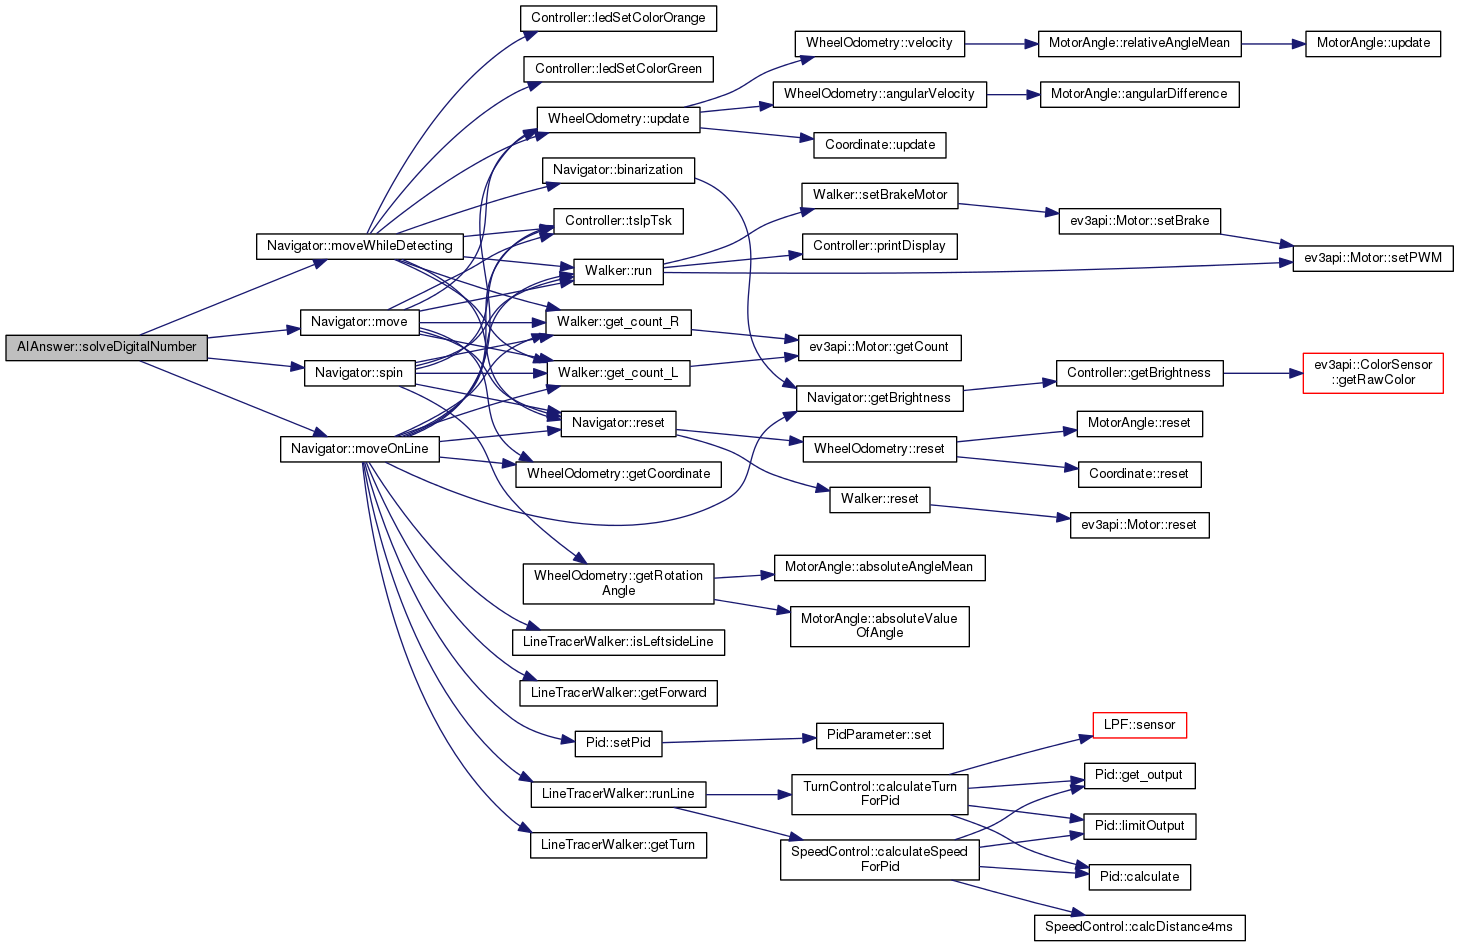 AIAnswer::solveDigitalNumber
Navigator::moveWhileDetecting
Navigator::move
Navigator::spin
Navigator::moveOnLine
Controller::ledSetColorOrange
Controller::ledSetColorGreen
WheelOdometry::update
Navigator::binarization
Controller::tslpTsk
Walker::run
Walker::get_count_R
Walker::get_count_L
Navigator::reset
WheelOdometry::getCoordinate
WheelOdometry::getRotation
Angle
LineTracerWalker::isLeftsideLine
LineTracerWalker::getForward
Pid::setPid
LineTracerWalker::runLine
LineTracerWalker::getTurn
WheelOdometry::velocity
WheelOdometry::angularVelocity
Coordinate::update
Walker::setBrakeMotor
Controller::printDisplay
ev3api::Motor::getCount
Navigator::getBrightness
WheelOdometry::reset
Walker::reset
MotorAngle::absoluteAngleMean
MotorAngle::absoluteValue
OfAngle
PidParameter::set
TurnControl::calculateTurn
ForPid
SpeedControl::calculateSpeed
ForPid
MotorAngle::relativeAngleMean
MotorAngle::angularDifference
ev3api::Motor::setBrake
Controller::getBrightness
MotorAngle::reset
Coordinate::reset
ev3api::Motor::reset
LPF::sensor
Pid::get_output
Pid::limitOutput
Pid::calculate
SpeedControl::calcDistance4ms
MotorAngle::update
ev3api::Motor::setPWM
ev3api::ColorSensor
::getRawColor